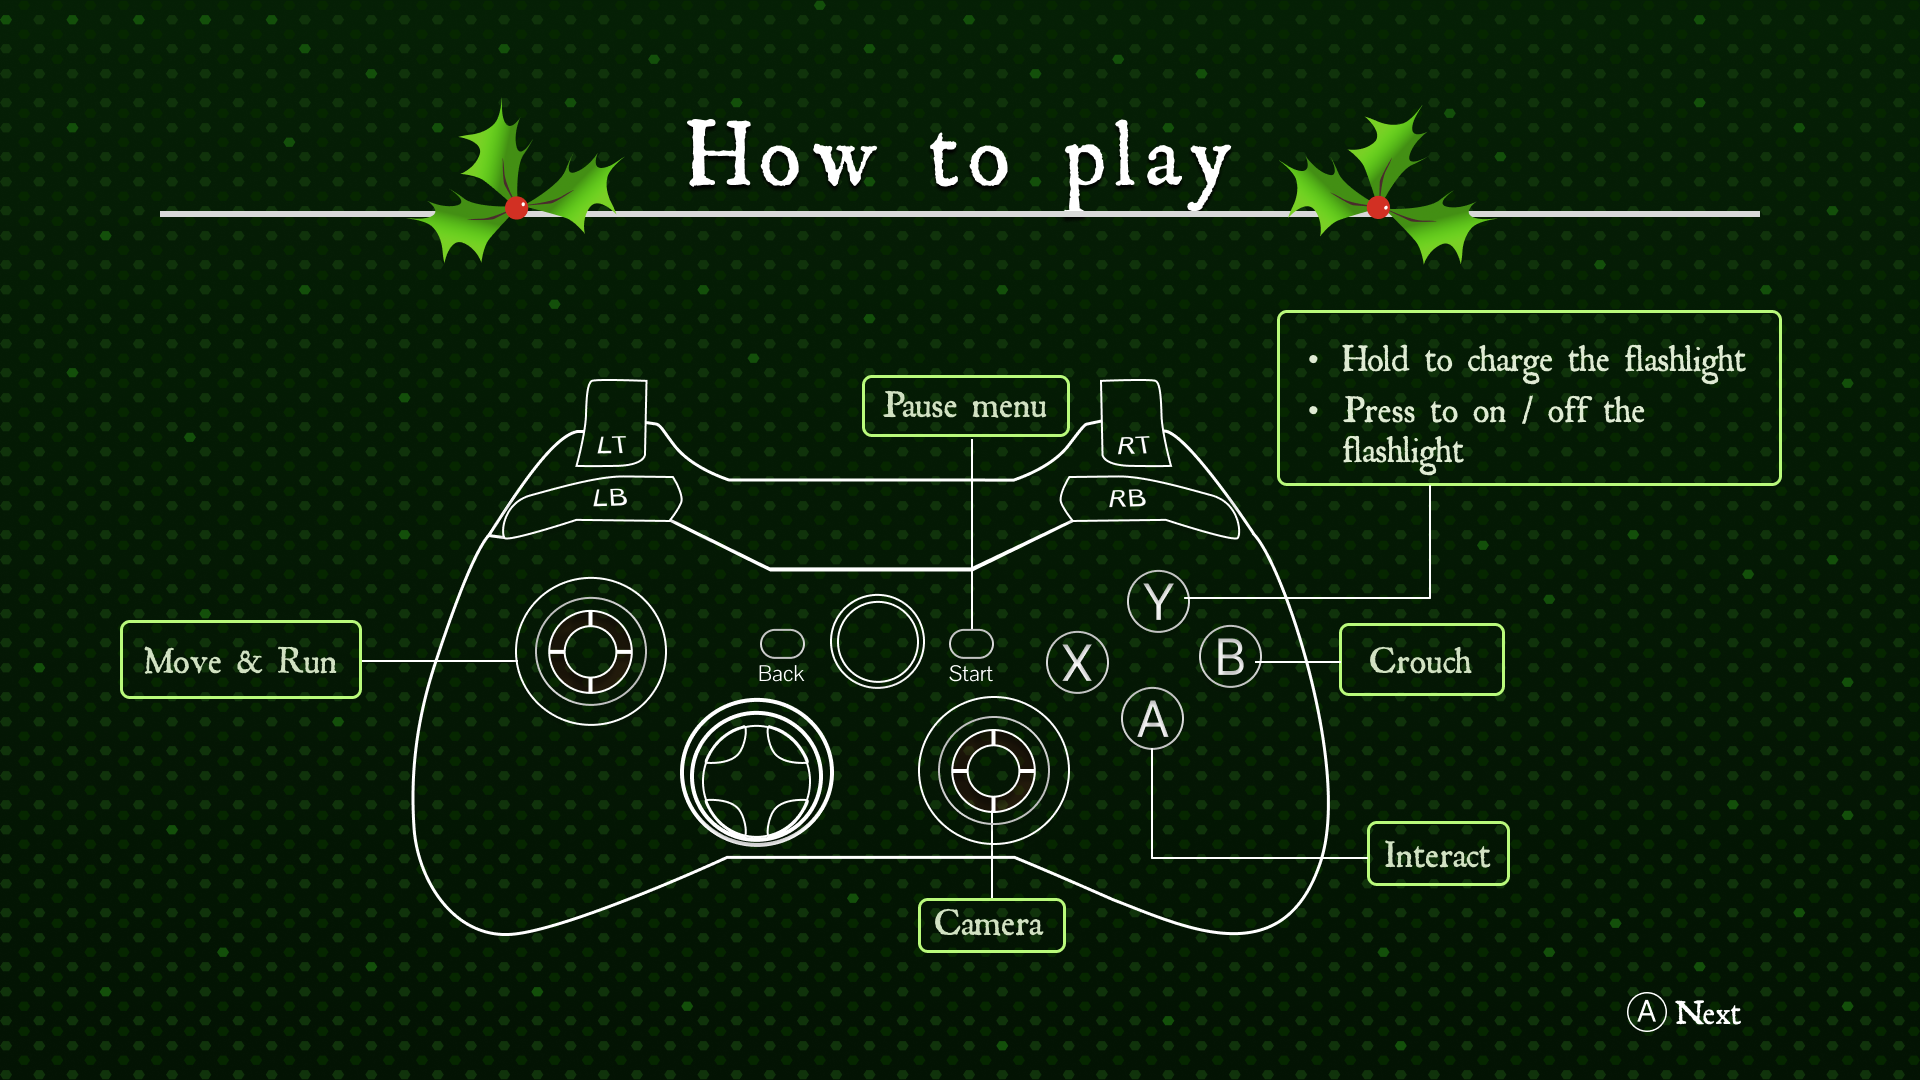 How to play
• Hold to charge the flashlight
• Press to on / off the
flashlight
Pause menu
LT
RT
LB
RB
Y
Move & Run
Back
Start
X
B
Crouch
A
Interact
Camera
A Next